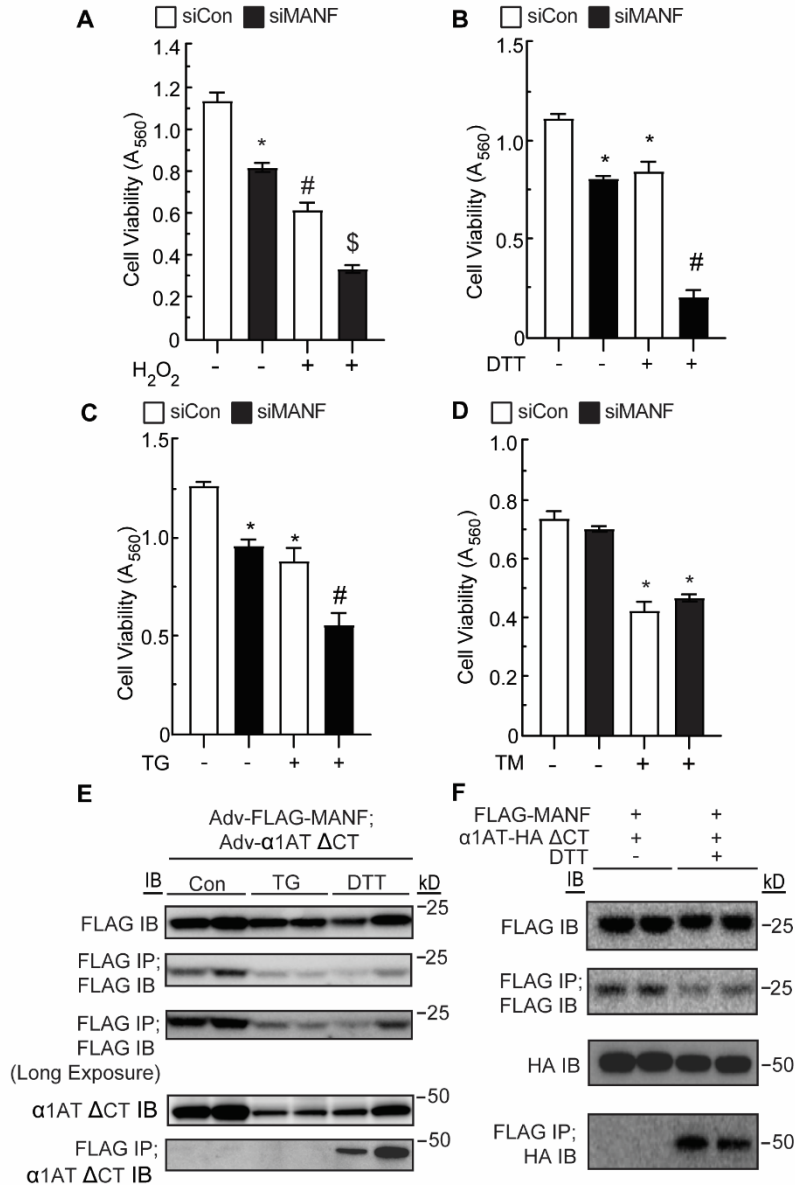 A siCon siMANF
Cell Viability (A560)
1.4
1.2
1.0
0.8
0.6
0.4
0.2
0
* # $
H2O2 - - + +
B siCon siMANF
Cell Viability (A560)
1.5
1.0
0.5
0
* * #
DTT - - + +
C siCon siMANF
Cell Viability (A560)
1.5
1.0
0.5
0
* * #
TG - - + +
D siCon siMANF
Cell Viability (A560)
1.0
0.8
0.6
0.4
0.2
0
* *
TM - - + +
E
Adv-FLAG-MANF;
Adv-α1AT ΔCT
IB Con TG DTT kD
FLAG IB –25
FLAG IP;
FLAG IB
–25
FLAG IP;
FLAG IB
(Long Exposure)
–25
α1AT ΔCT IB –50
FLAG IP;
α1AT ΔCT IB
–50
F
FLAG-MANF + +
α1AT-HA ΔCT + +
DTT - +
IB kD
FLAG IB –25
FLAG IP;
FLAG IB
–25
HA IB –50
FLAG IP;
HA IB
–50